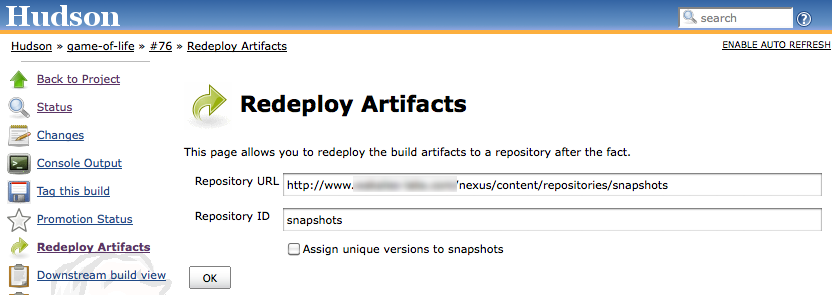 Hudson
search
Hudson » game-of-life » #76 » Redeploy Artifacts
ENABLE AUTO REFRESH
Back to Project
Status
Changes
Console Output
Tag this build
Promotion Status
Redeploy Artifacts
Downstream build view
Redeploy Artifacts
This page allows you to redeploy the build artifacts to a repository after the fact.
Repository URL http://www. /nexus/content/repositories/snapshots
Repository ID snapshots
Assign unique versions to snapshots
OK